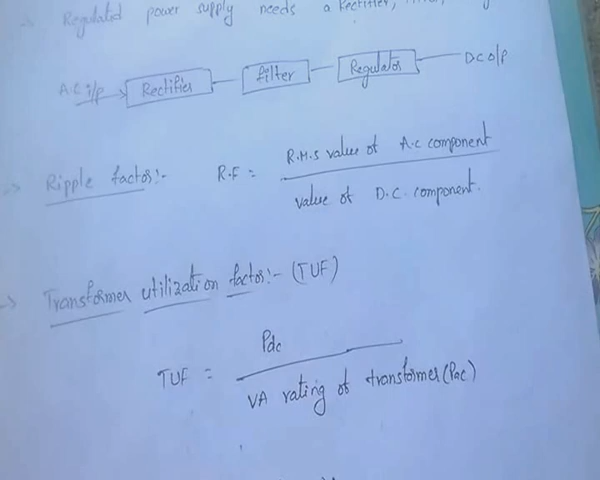 Regulated power supply needs a Rectifier,
A.C i/p Rectifier filter Regulator D.C o/p
Ripple factor:- R.F = R.M.S value of A.C component
value of D.C. component.
Transformer utilization factor:- (TUF)
TUF = Pdc
VA rating of transformer (Pac)